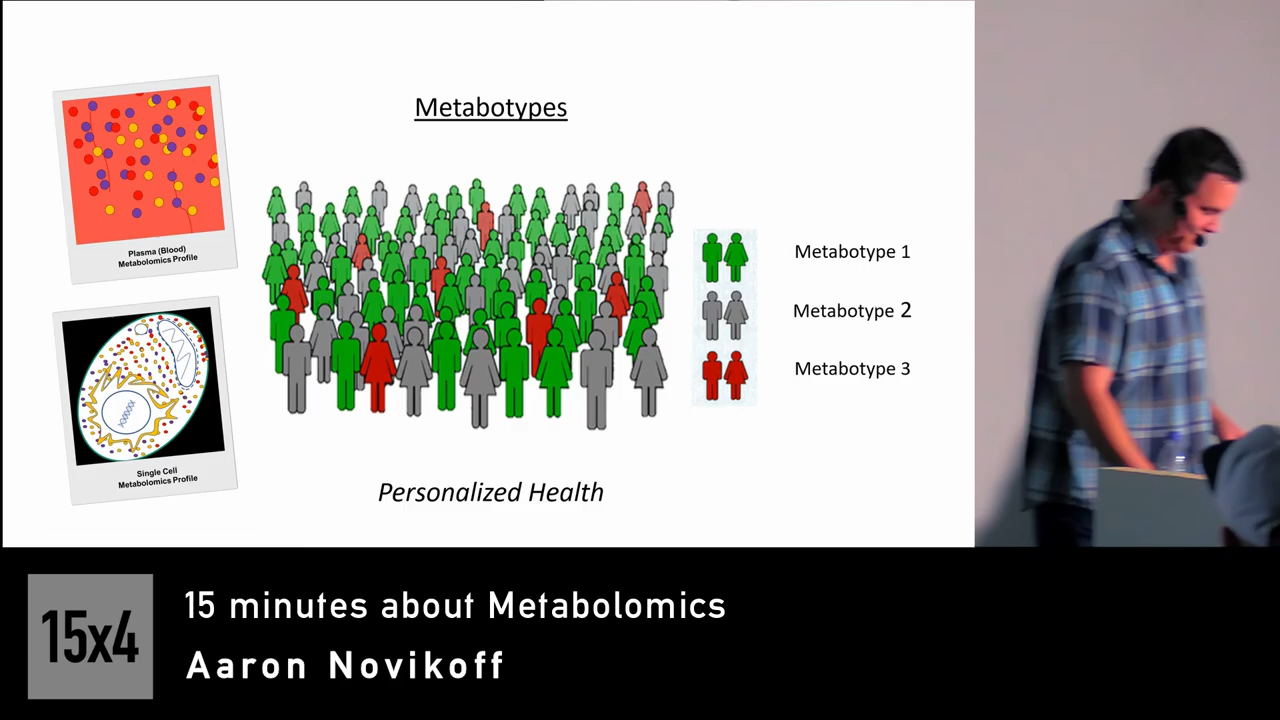 Metabotypes
Plasma (Blood)
Metabolomics Profile
Metabotype 1
Metabotype 2
Metabotype 3
Single Cell
Metabolomics Profile
Personalized Health
15x4
15 minutes about Metabolomics
Aaron Novikoff